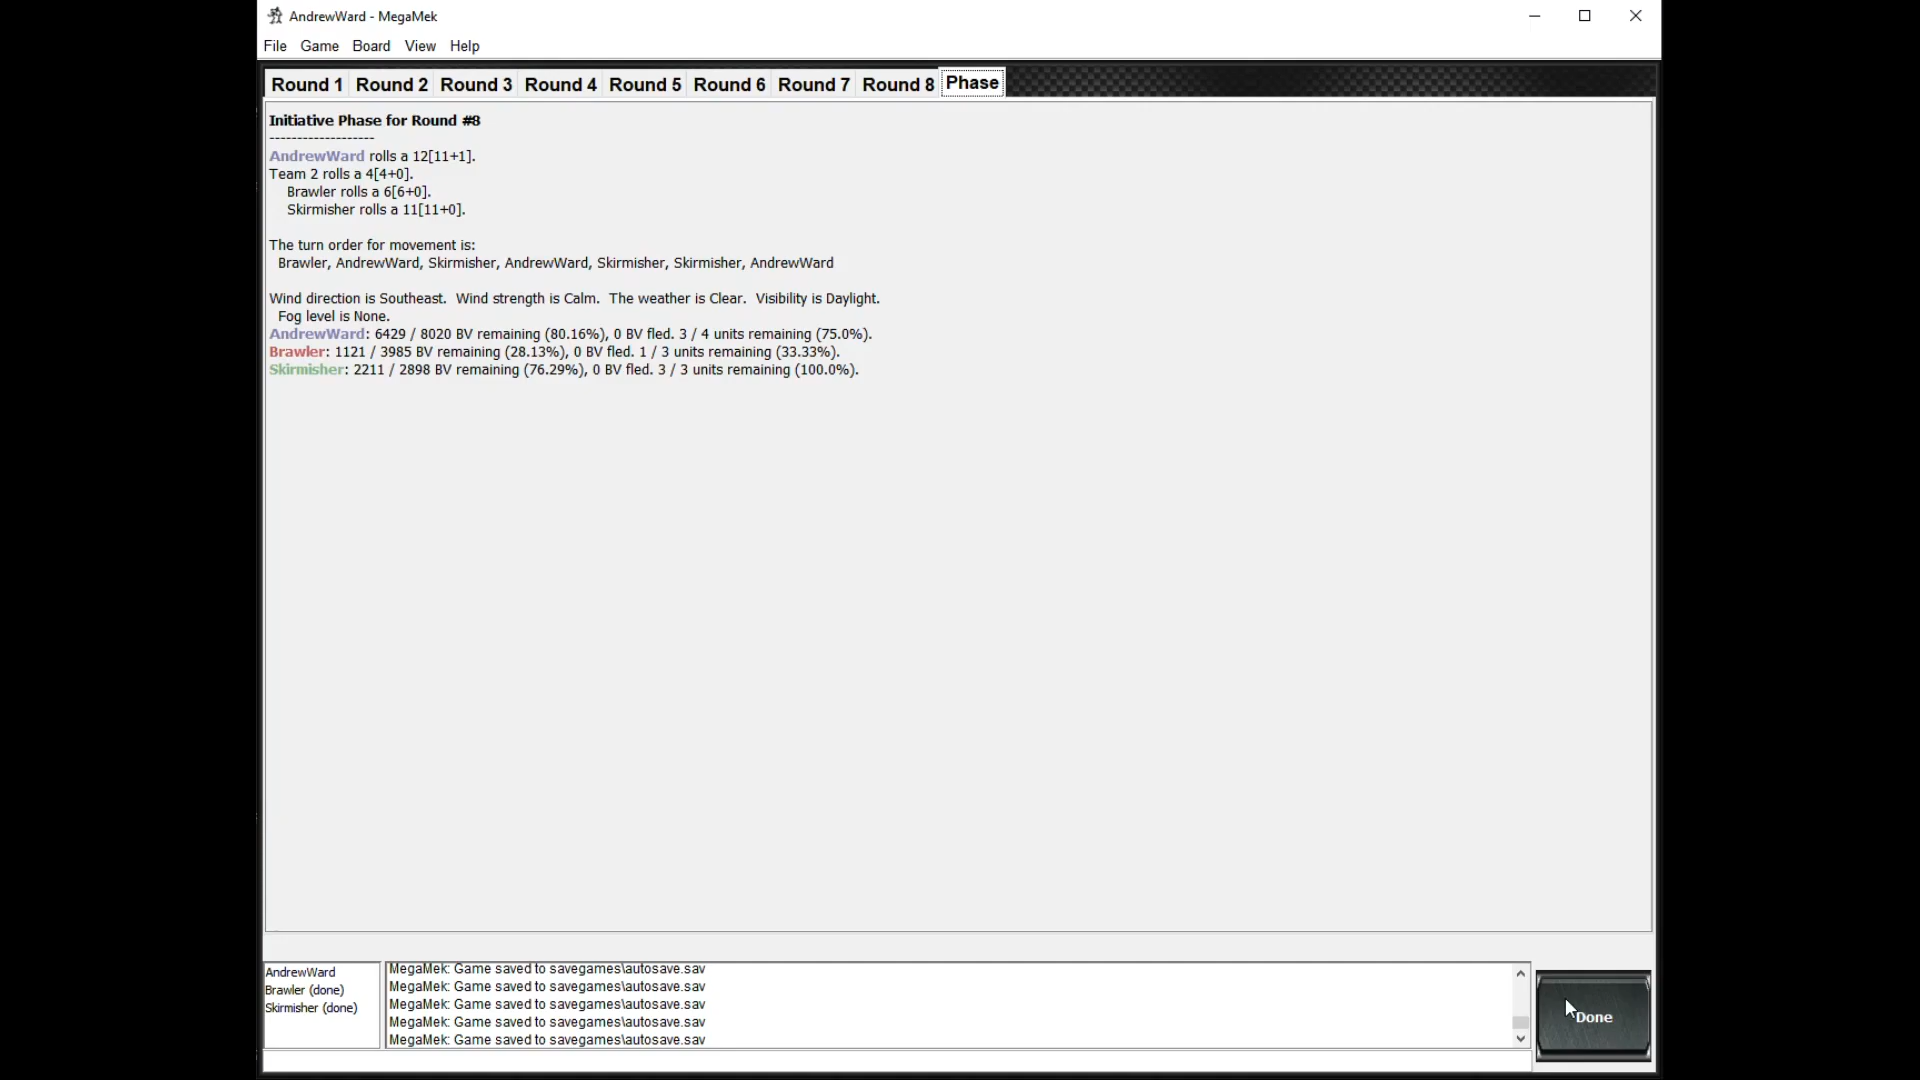 AndrewWard - MegaMek
File Game Board View Help
Round 1 Round 2 Round 3 Round 4 Round 5 Round 6 Round 7 Round 8 Phase
Initiative Phase for Round #8
-------------------
AndrewWard rolls a 12[11+1].
Team 2 rolls a 4[4+0].
Brawler rolls a 6[6+0].
Skirmisher rolls a 11[11+0].
The turn order for movement is:
Brawler, AndrewWard, Skirmisher, AndrewWard, Skirmisher, Skirmisher, AndrewWard
Wind direction is Southeast. Wind strength is Calm. The weather is Clear. Visibility is Daylight.
Fog level is None.
AndrewWard: 6429 / 8020 BV remaining (80.16%), 0 BV fled. 3 / 4 units remaining (75.0%).
Brawler: 1121 / 3985 BV remaining (28.13%), 0 BV fled. 1 / 3 units remaining (33.33%).
Skirmisher: 2211 / 2898 BV remaining (76.29%), 0 BV fled. 3 / 3 units remaining (100.0%).
AndrewWard
Brawler (done)
Skirmisher (done)
MegaMek: Game saved to savegames\autosave.sav
MegaMek: Game saved to savegames\autosave.sav
MegaMek: Game saved to savegames\autosave.sav
MegaMek: Game saved to savegames\autosave.sav
MegaMek: Game saved to savegames\autosave.sav
Done